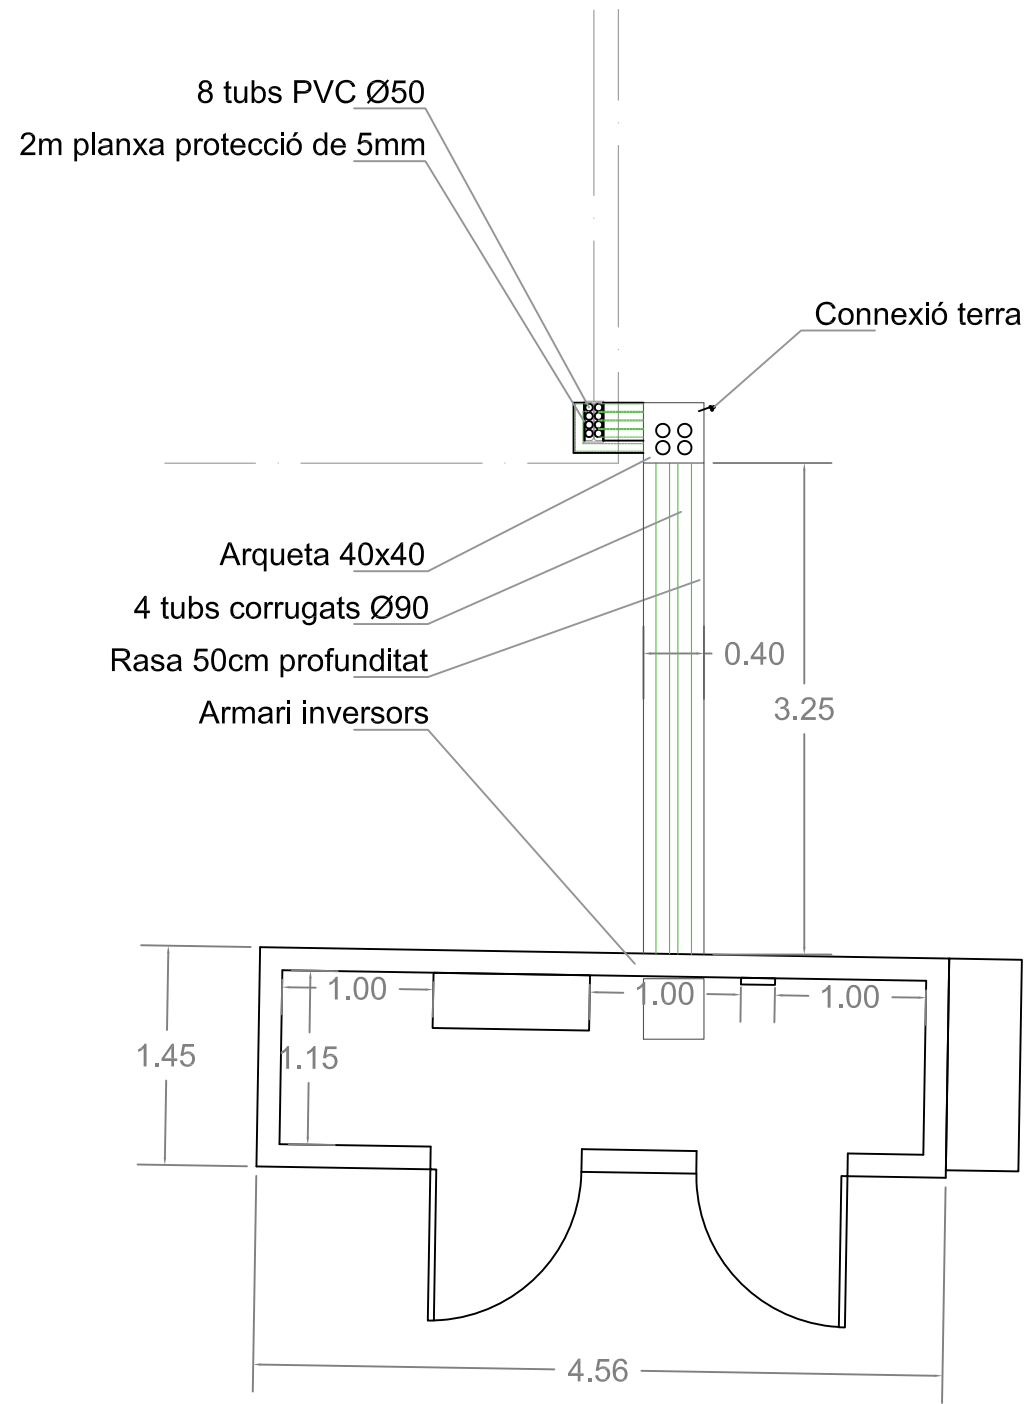 8 tubs PVC Ø50
2m planxa protecció de 5mm
Connexió terra
Arqueta 40x40
4 tubs corrugats Ø90
Rasa 50cm profunditat
0.40
3.25
Armari inversors
1.00
1.00
1.00
1.45
1.15
4.56